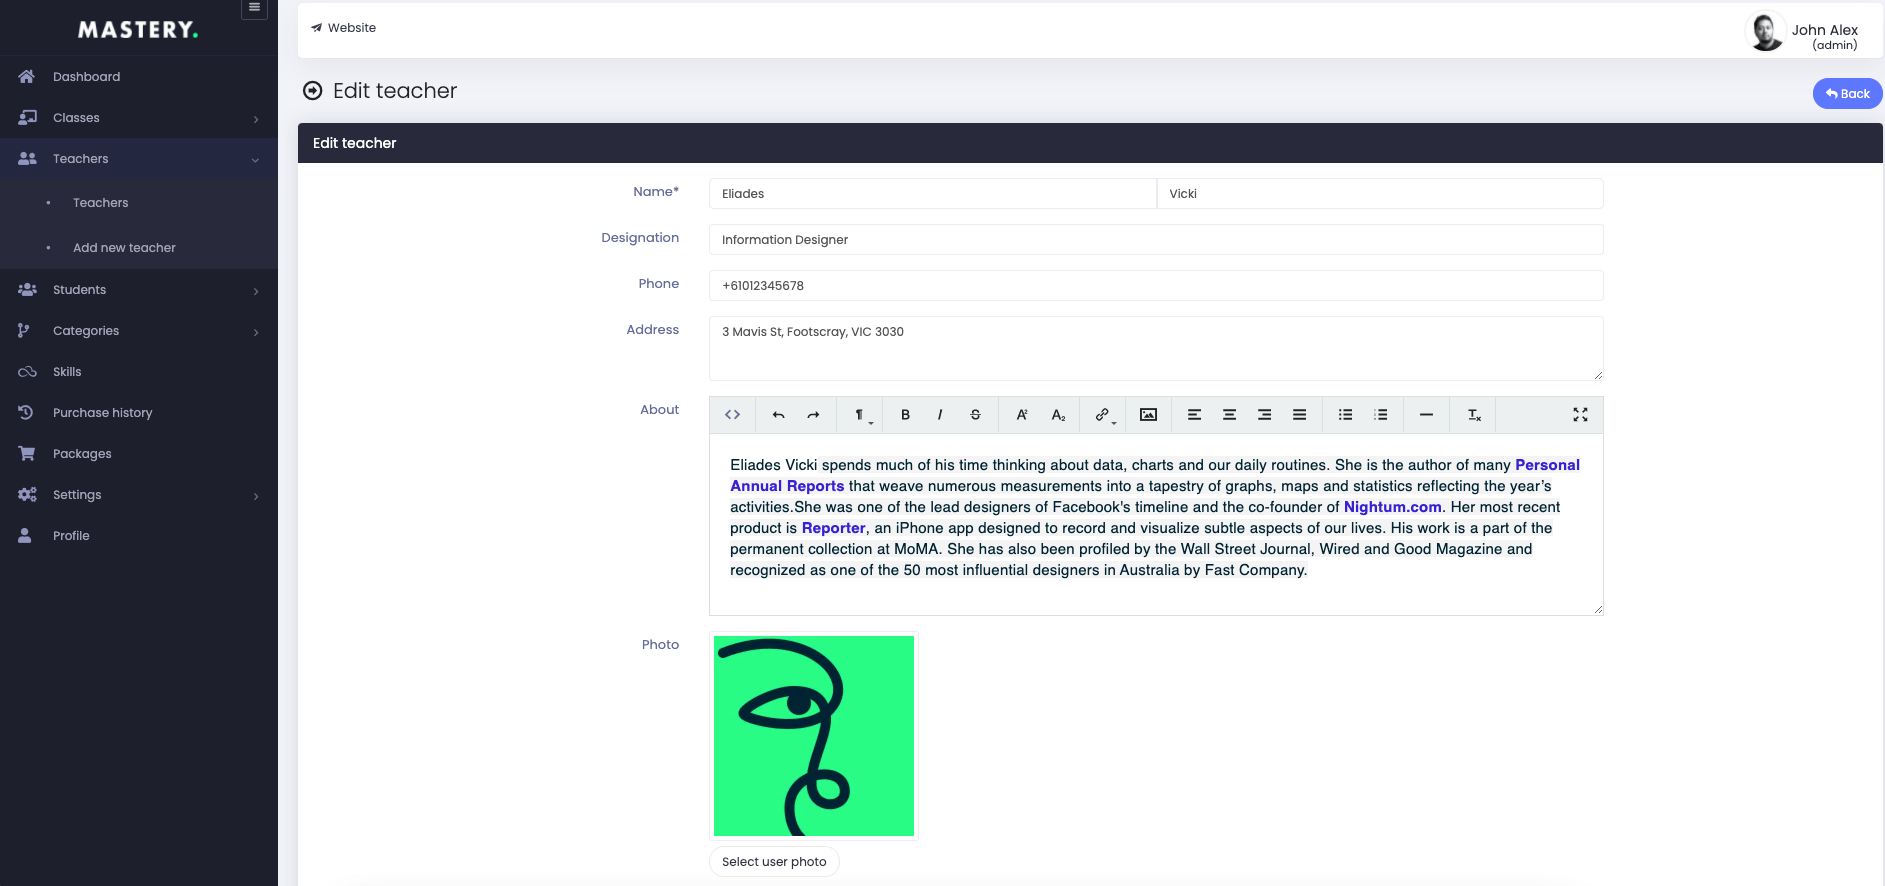 MASTERY.
Dashboard
Classes
Teachers
Teachers
Add new teacher
Students
Categories
Skills
Purchase history
Packages
Settings
Profile
Website
John Alex
(admin)
Edit teacher
Back
Edit teacher
Name* Eliades Vicki
Designation Information Designer
Phone +61012345678
Address 3 Mavis St, Footscray, VIC 3030
About
Eliades Vicki spends much of his time thinking about data, charts and our daily routines. She is the author of many Personal
Annual Reports that weave numerous measurements into a tapestry of graphs, maps and statistics reflecting the year’s
activities.She was one of the lead designers of Facebook's timeline and the co-founder of Nightum.com. Her most recent
product is Reporter, an iPhone app designed to record and visualize subtle aspects of our lives. His work is a part of the
permanent collection at MoMA. She has also been profiled by the Wall Street Journal, Wired and Good Magazine and
recognized as one of the 50 most influential designers in Australia by Fast Company.
Photo
Select user photo